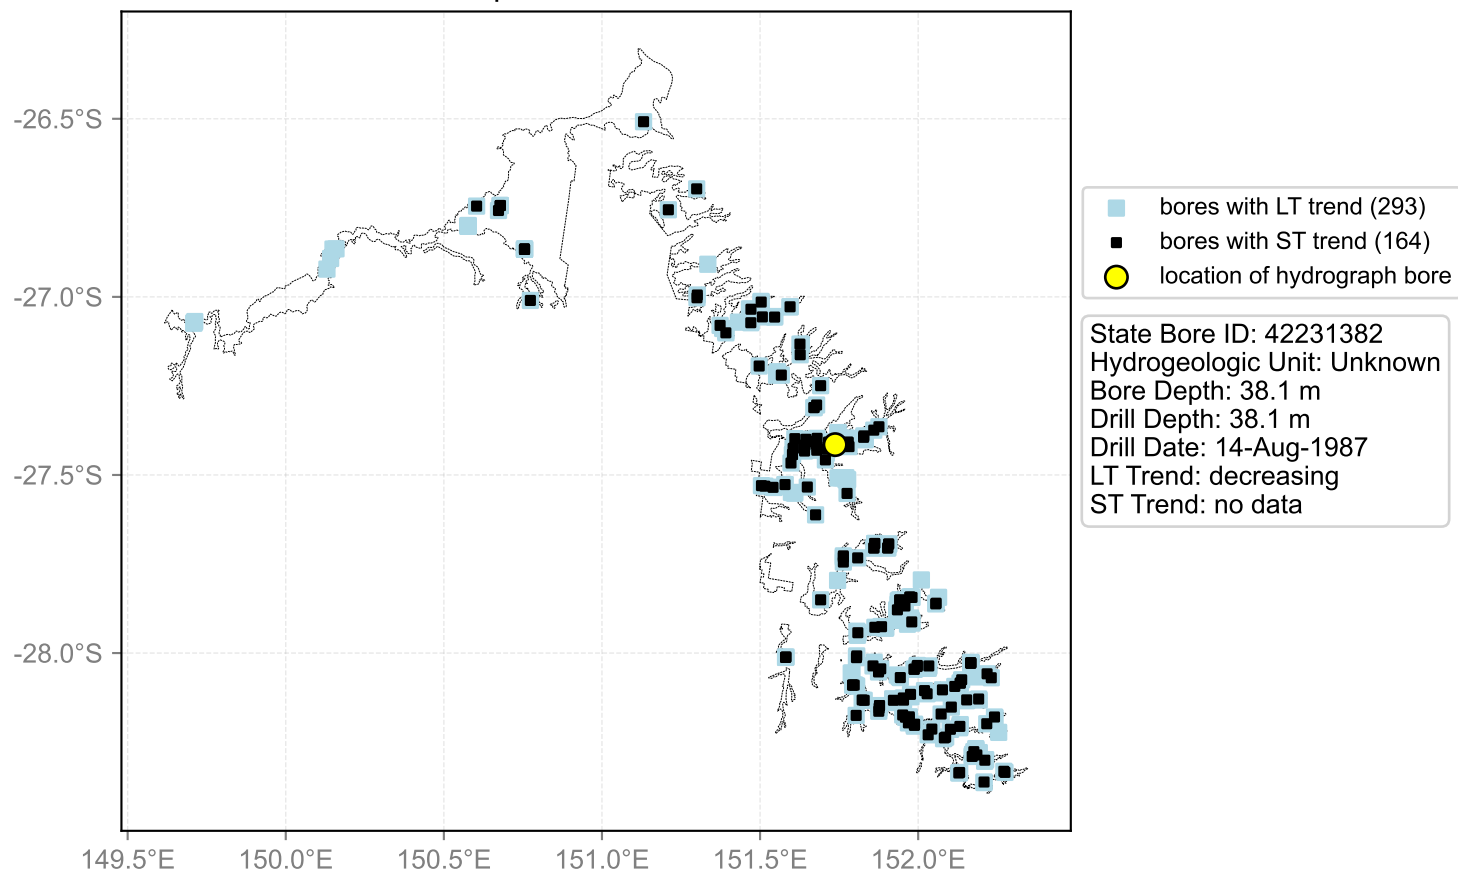 -26.5°S
-27.0°S
-27.5°S
-28.0°S
149.5°E 150.0°E 150.5°E 151.0°E 151.5°E 152.0°E
bores with LT trend (293)
bores with ST trend (164)
location of hydrograph bore
State Bore ID: 42231382
Hydrogeologic Unit: Unknown
Bore Depth: 38.1 m
Drill Depth: 38.1 m
Drill Date: 14-Aug-1987
LT Trend: decreasing
ST Trend: no data